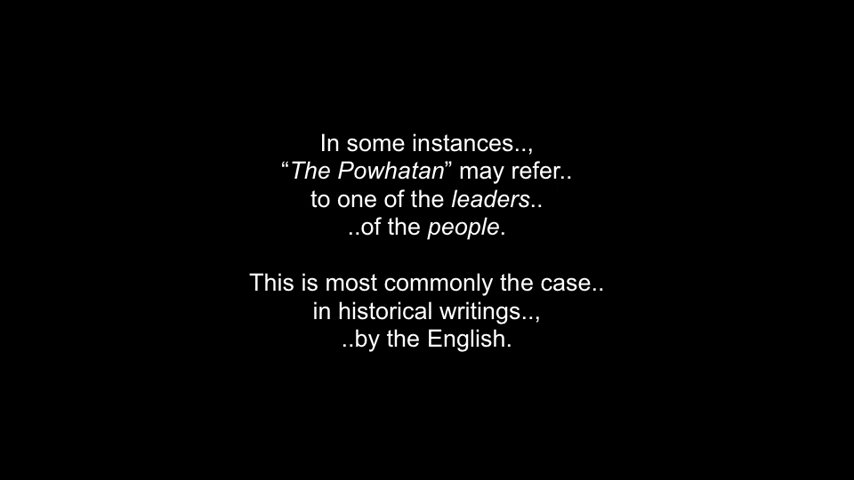 In some instances..,
“The Powhatan” may refer..
to one of the leaders..
..of the people.
This is most commonly the case..
in historical writings..,
..by the English.